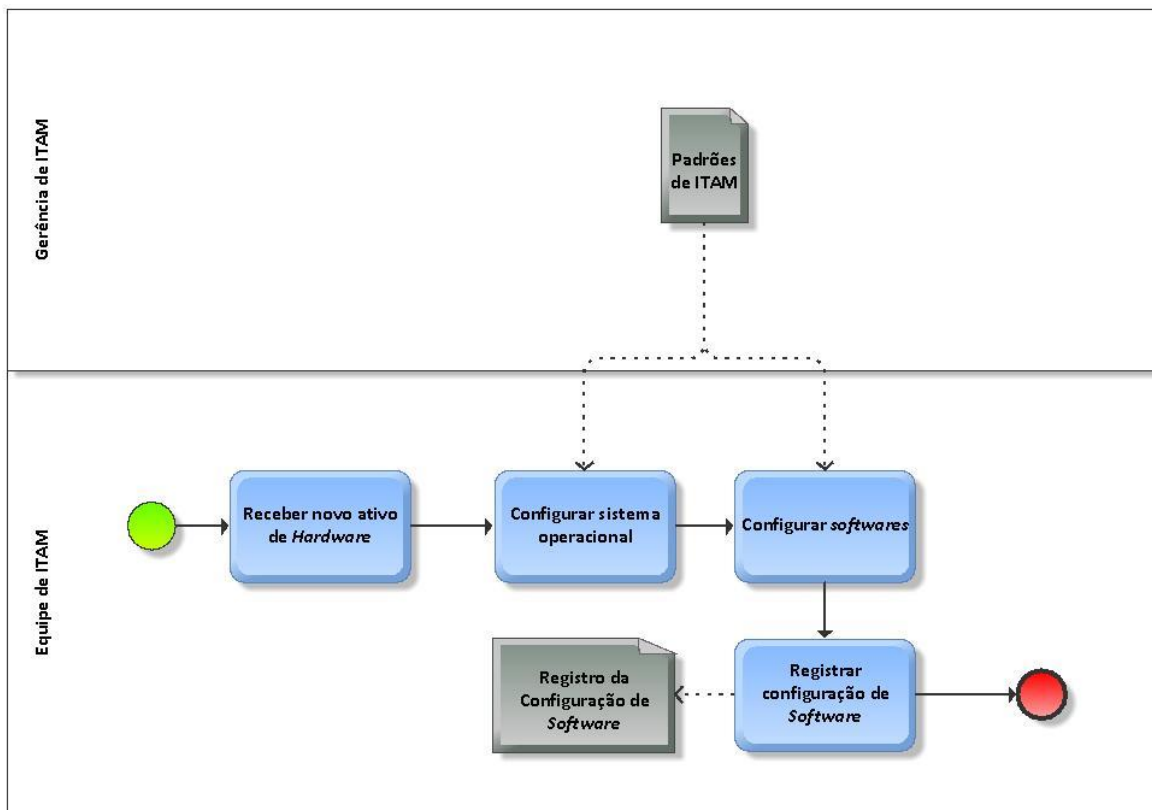 Gerência de ITAM
Padrões
de ITAM
Equipe de ITAM
Receber novo ativo
de Hardware
Configurar sistema
operacional
Configurar softwares
Registro da
Configuração de
Software
Registrar
configuração de
Software